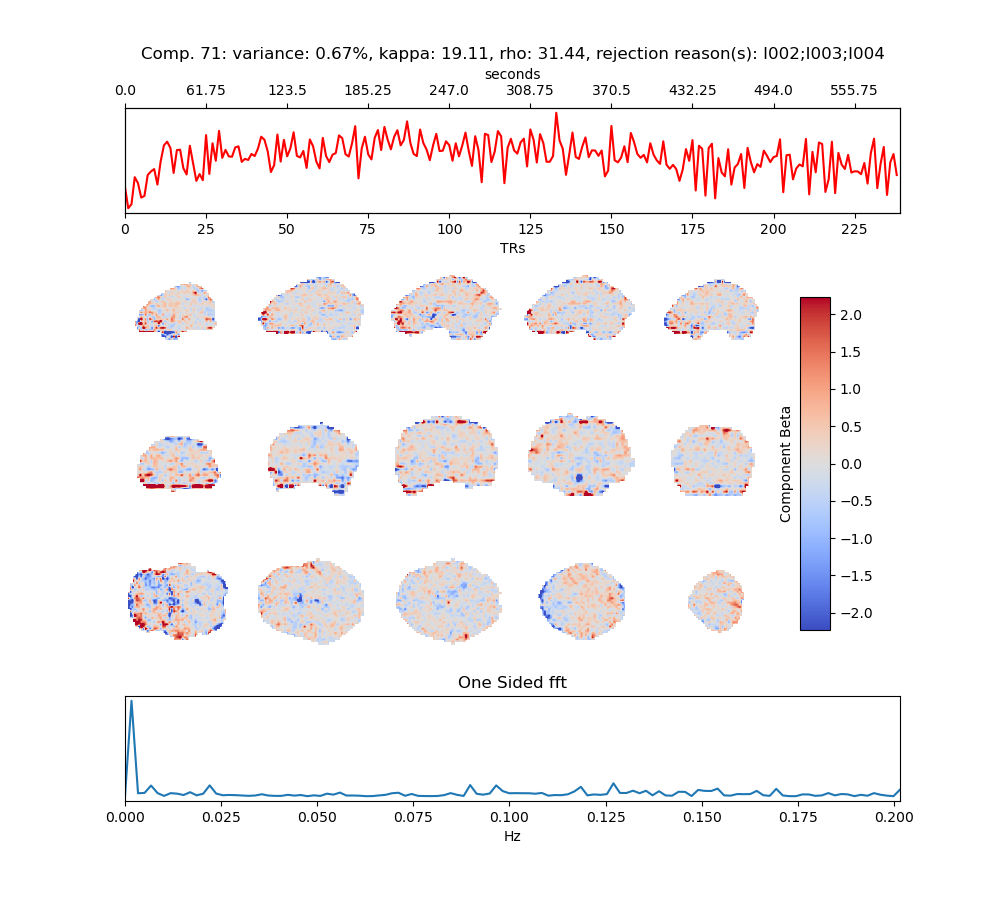 Comp. 71: variance: 0.67%, kappa: 19.11, rho: 31.44, rejection reason(s): I002;I003;I004
seconds
0.0 61.75 123.5 185.25 247.0 308.75 370.5 432.25 494.0 555.75
0 25 50 75 100 125 150 175 200 225
TRs
2.0
1.5
1.0
0.5
0.0
−0.5
−1.0
−1.5
−2.0
Component Beta
One Sided fft
0.000 0.025 0.050 0.075 0.100 0.125 0.150 0.175 0.200
Hz